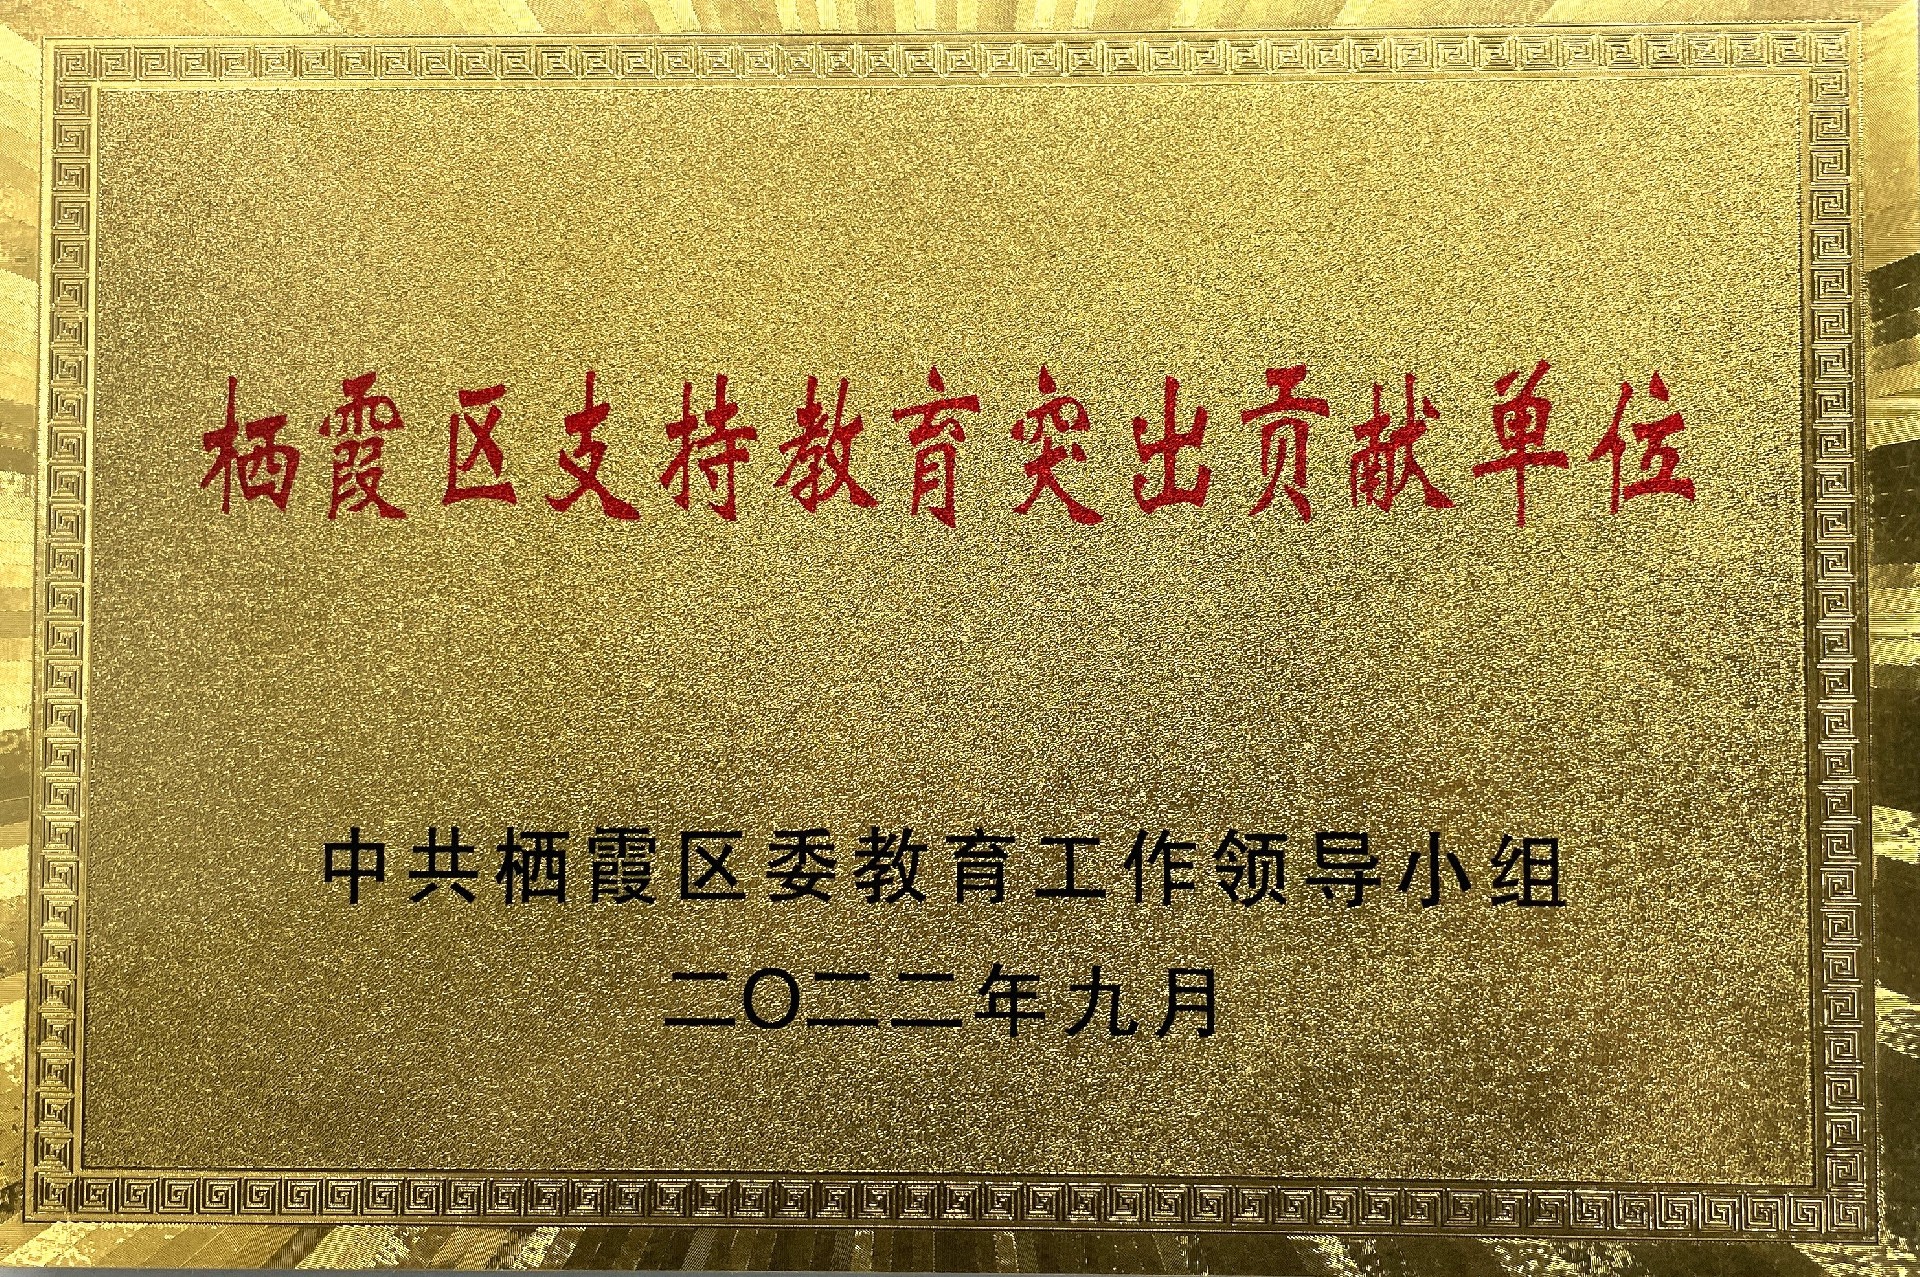 栖霞区支持教育突出贡献单位
中共栖霞区委教育工作领导小组
二〇二二年九月